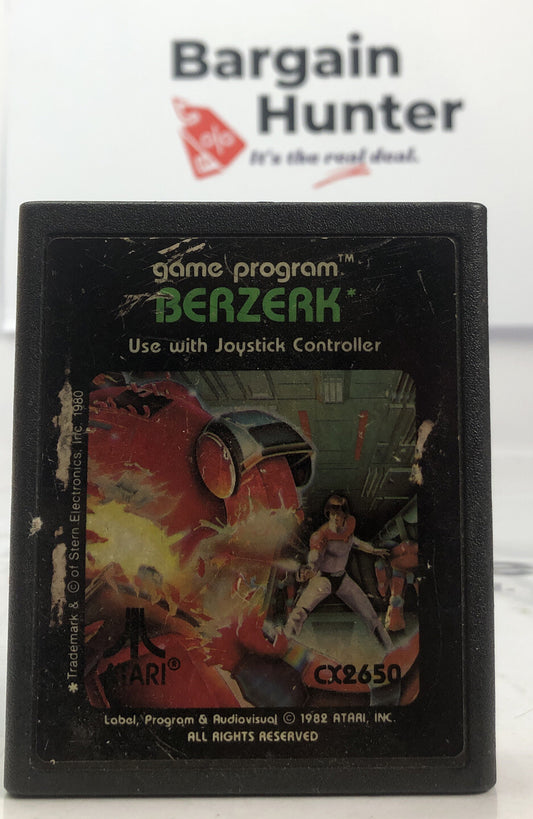 Bargain
Hunter
%
It's the real deal.
game program™
BERZERK*
Use with Joystick Controller
*Trademark & © of Stern Electronics, Inc. 1980
ATARI®
CX2650
Label, Program & Audiovisual © 1982 ATARI, INC.
ALL RIGHTS RESERVED